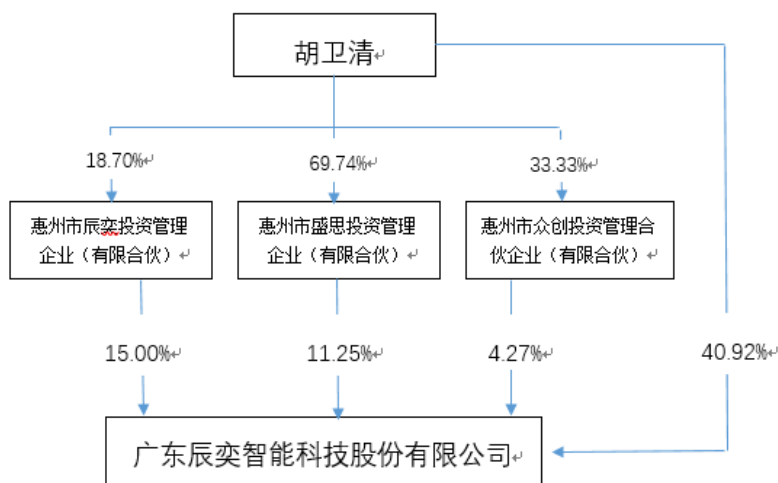 胡卫清
18.70%
69.74%
33.33%
惠州市辰奕投资管理
企业（有限合伙）
惠州市盛思投资管理
企业（有限合伙）
惠州市众创投资管理合
伙企业（有限合伙）
15.00%
11.25%
4.27%
40.92%
广东辰奕智能科技股份有限公司